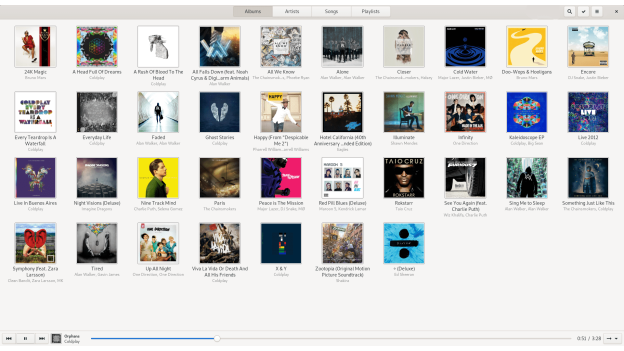 Albums Artists Songs Playlists
24K Magic
Bruno Mars
A Head Full Of Dreams
Coldplay
A Rush Of Blood To The
Head
Coldplay
All Falls Down (feat. Noah
Cyrus & Digi...arm Animals)
Alan Walker
All We Know
The Chainsmok...s, Phoebe Ryan
Alone
Alan Walker, Alan Walker
Closer
The Chainsmok...Halsey
Cold Water
Major Lazer, Justin Bieber, MØ
Doo-Wops & Hooligans
Bruno Mars
Encore
DJ Snake, Justin Bieber
Every Teardrop Is A
Waterfall
Coldplay
Everyday Life
Coldplay
Faded
Alan Walker, Alan Walker
Ghost Stories
Coldplay
Happy (From "Despicable
Me 2")
Pharrell Williams
Hotel California (40th
Anniversary ...nded Edition)
Eagles
Illuminate
Shawn Mendes
Infinity
One Direction
Kaleidoscope EP
Coldplay, Big Sean
Live 2012
Coldplay
Live In Buenos Aires
Coldplay
Night Visions (Deluxe)
Imagine Dragons
Nine Track Mind
Charlie Puth, Selena Gomez
Paris
The Chainsmokers
Peace Is The Mission
Major Lazer, DJ Snake, MØ
Red Pill Blues (Deluxe)
Maroon 5, Kendrick Lamar
Rokstarr
Taio Cruz
See You Again (feat.
Charlie Puth)
Wiz Khalifa, Charlie Puth
Sing Me to Sleep
Alan Walker, Alan Walker
Something Just Like This
The Chainsmokers, Coldplay
Symphony (feat. Zara
Larsson)
Clean Bandit, Zara Larsson
Tired
Alan Walker, Gavin James
Up All Night
One Direction, One Direction
Viva La Vida Or Death And
All His Friends
Coldplay
X & Y
Coldplay
Zootopia (Original Motion
Picture Soundtrack)
Shakira
÷ (Deluxe)
Ed Sheeran
Orphans
Coldplay
0:51 / 3:28